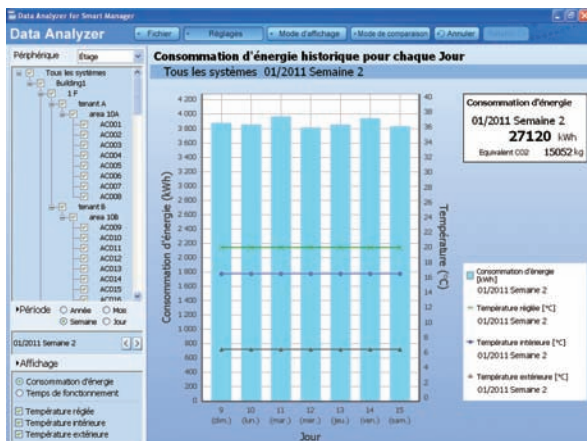 Data Analyzer for Smart Manager
Data Analyzer
Fichier
Réglages
Mode d'affichage
Mode de comparaison
Annuler
Périphérique
Étage
Tous les systèmes
Building1
1 F
tenant A
area 10A
AC001
AC002
AC003
AC004
AC005
AC006
AC007
AC008
tenant B
area 10B
AC009
AC010
AC011
AC012
AC013
AC014
AC015
AC016
Période
Année
Mois
Semaine
Jour
01/2011 Semaine 2
Affichage
Consommation d'énergie
Temps de fonctionnement
Température réglée
Température intérieure
Température extérieure
Consommation d'énergie historique pour chaque Jour
Tous les systèmes 01/2011 Semaine 2
Consommation d'énergie (kWh)
4 200
4 000
3 800
3 600
3 400
3 200
3 000
2 800
2 600
2 400
2 200
2 000
1 800
1 600
1 400
1 200
1 000
800
600
400
200
0
40
38
36
34
32
30
28
26
24
22
20
18
16
14
12
10
8
6
4
2
0
Température (°C)
9 10 11 12 13 14 15
(dim.) (lun.) (mar.) (mer.) (jeu.) (ven.) (sam.)
Jour
Consommation d'énergie
01/2011 Semaine 2
27120 kWh
Equivalent CO2 15052 kg
Consommation d'énergie
[kWh]
01/2011 Semaine 2
Température réglée [°C]
01/2011 Semaine 2
Température intérieure [°C]
01/2011 Semaine 2
Température extérieure [°C]
01/2011 Semaine 2